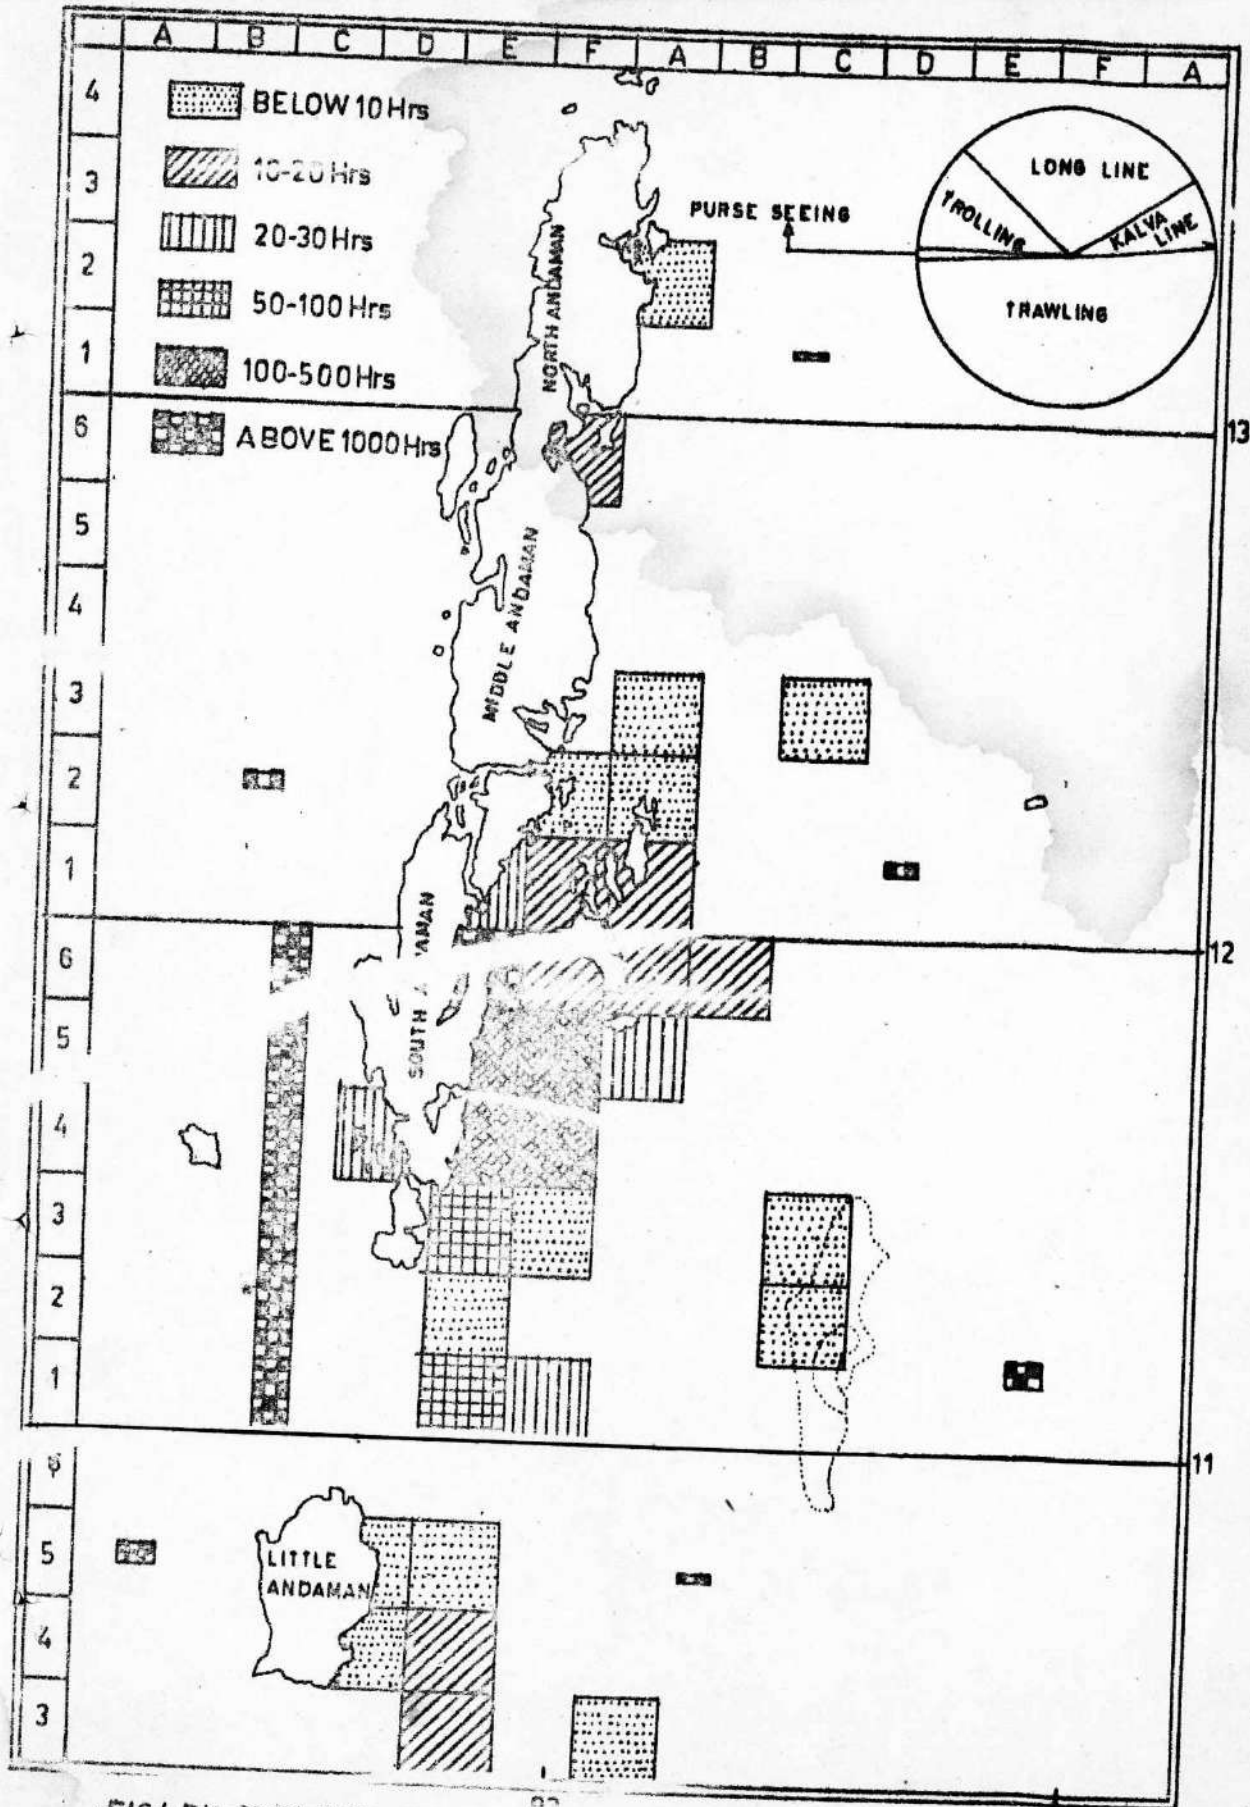 A B C D E F A B C D E F A
4
3
2
1
6
5
4
3
2
1
6
5
4
3
2
1
5
4
3
BELOW 10 Hrs
10-20 Hrs
20-30 Hrs
50-100 Hrs
100-500 Hrs
ABOVE 1000 Hrs
PURSE SEEING
LONG LINE
TROLLING
KALVA
LINE
TRAWLING
NORTH ANDAMAN
MIDDLE ANDAMAN
SOUTH A AMAN
LITTLE
ANDAMAN
13
12
11